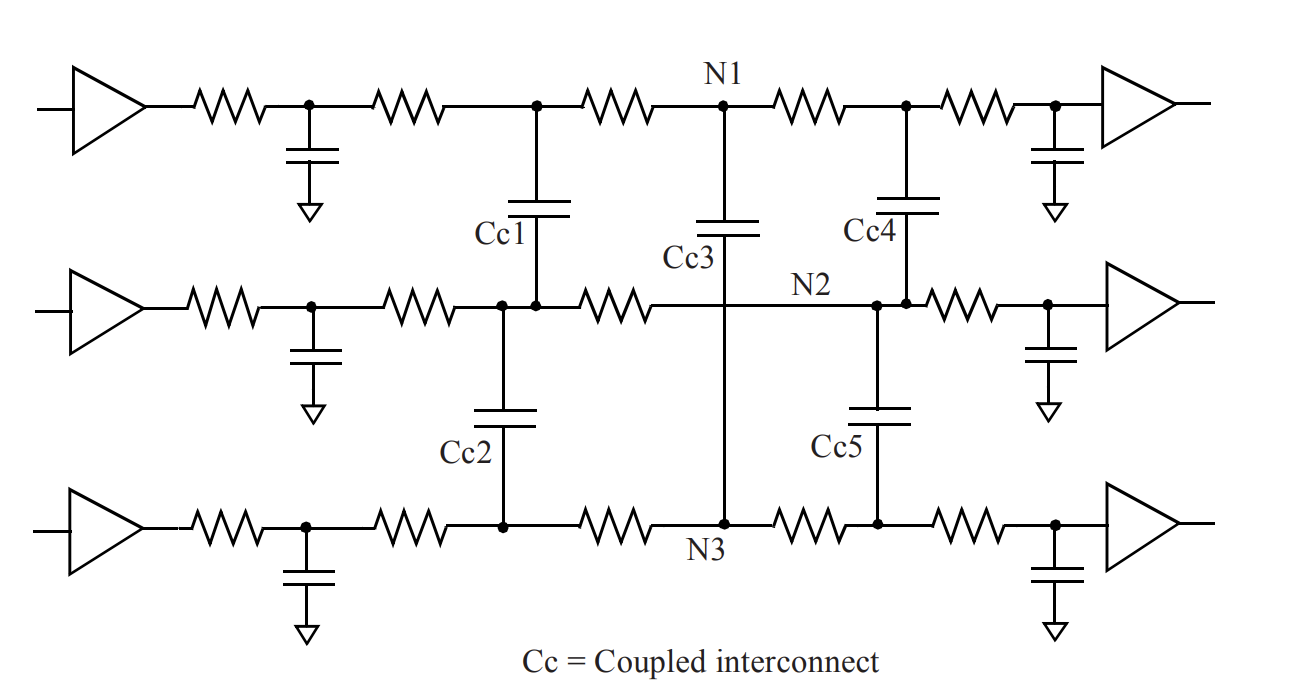 N1
Cc1
Cc3
Cc4
N2
Cc2
Cc5
N3
Cc = Coupled interconnect